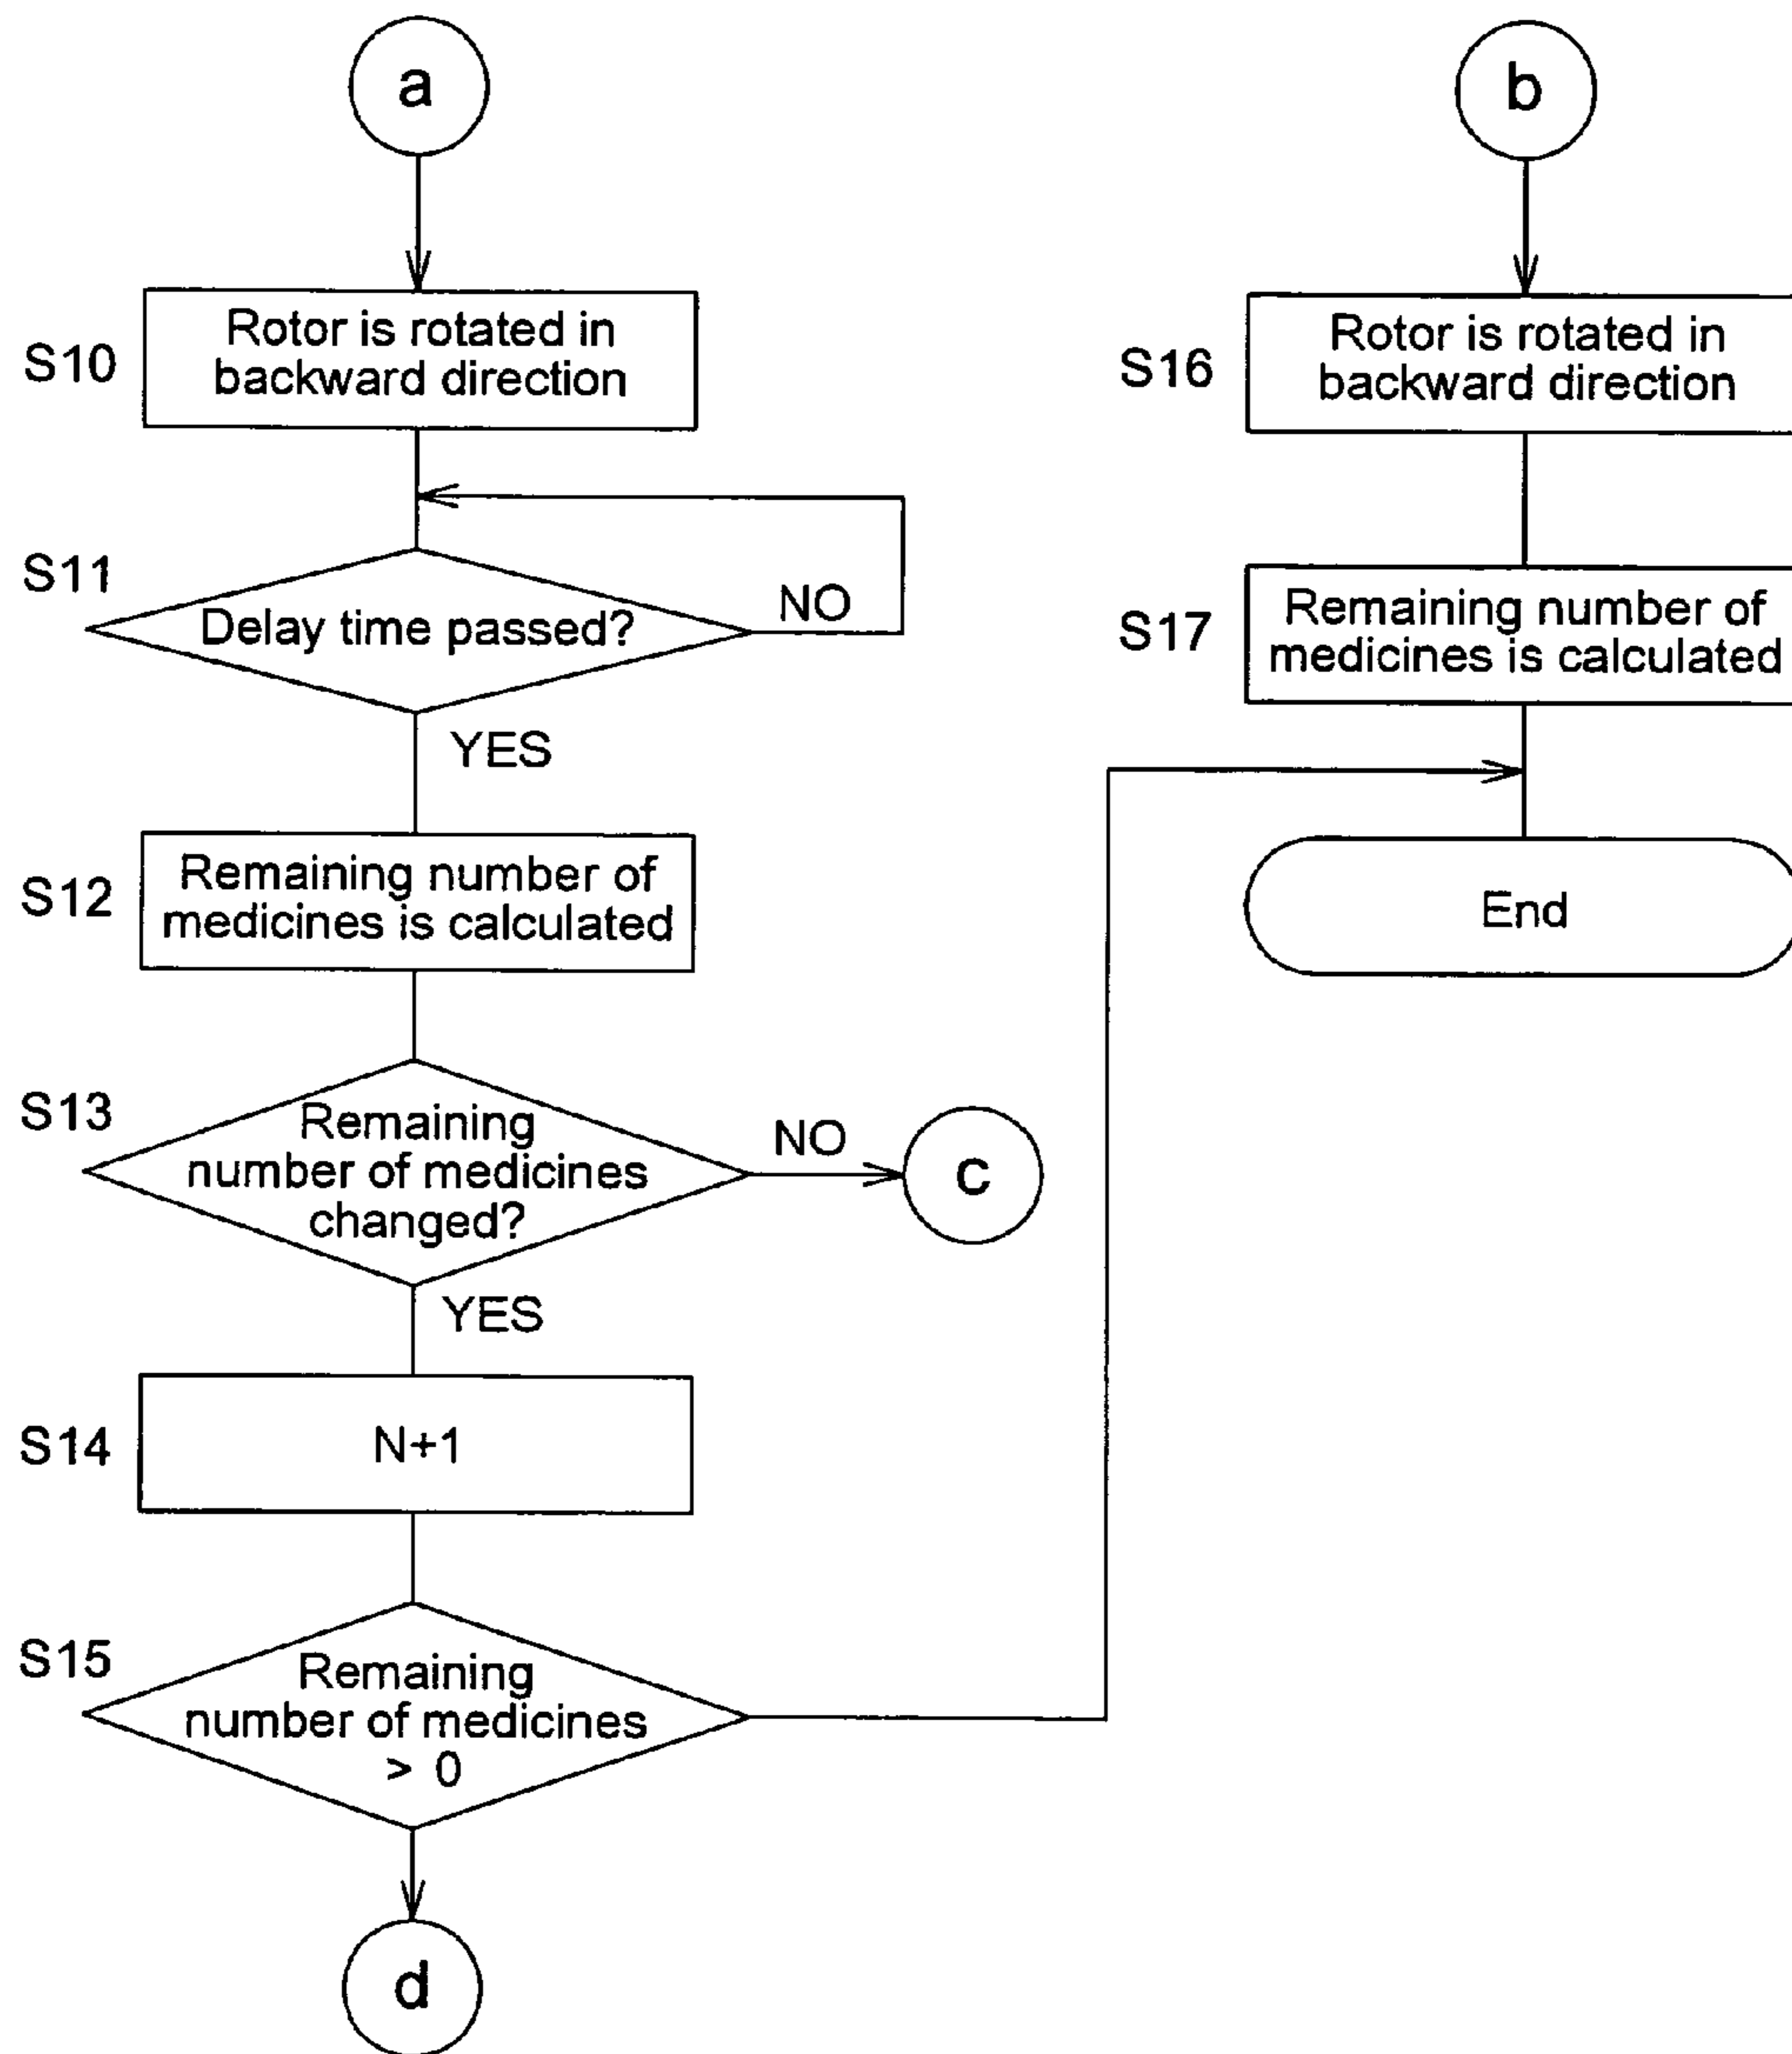 a
S10
Rotor is rotated in
backward direction
S11
Delay time passed?
NO
YES
S12
Remaining number of
medicines is calculated
S13
Remaining
number of medicines
changed?
NO
c
YES
S14
N+1
S15
Remaining
number of medicines
> 0
d
b
S16
Rotor is rotated in
backward direction
S17
Remaining number of
medicines is calculated
End